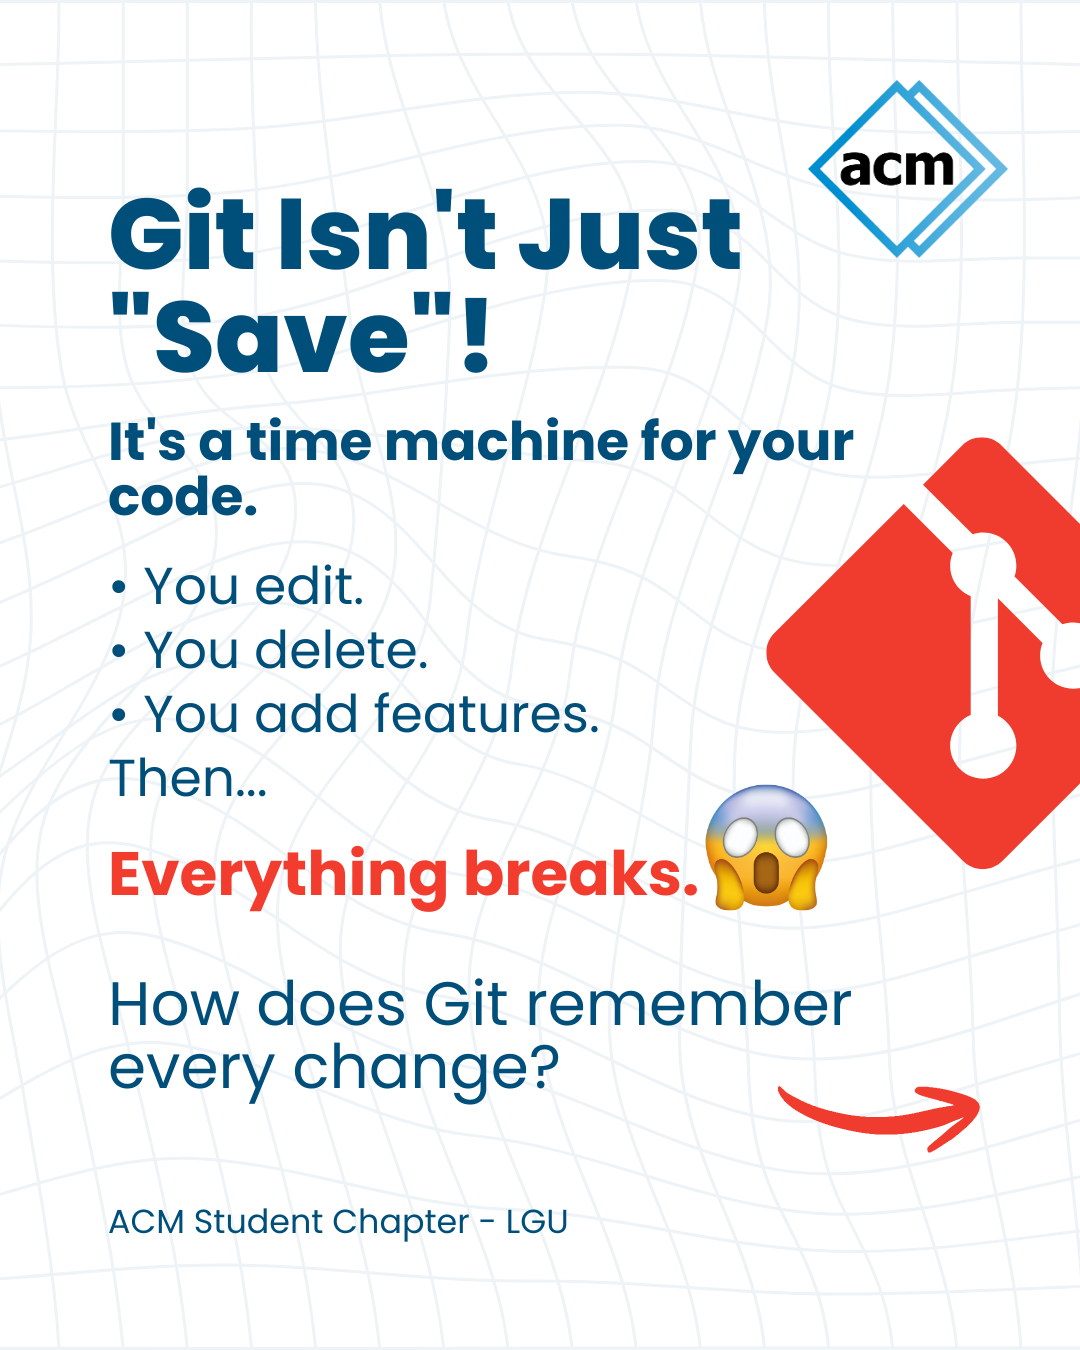 acm
Git Isn't Just
"Save"!
It's a time machine for your
code.
• You edit.
• You delete.
• You add features.
Then...
Everything breaks.
How does Git remember
every change?
ACM Student Chapter - LGU